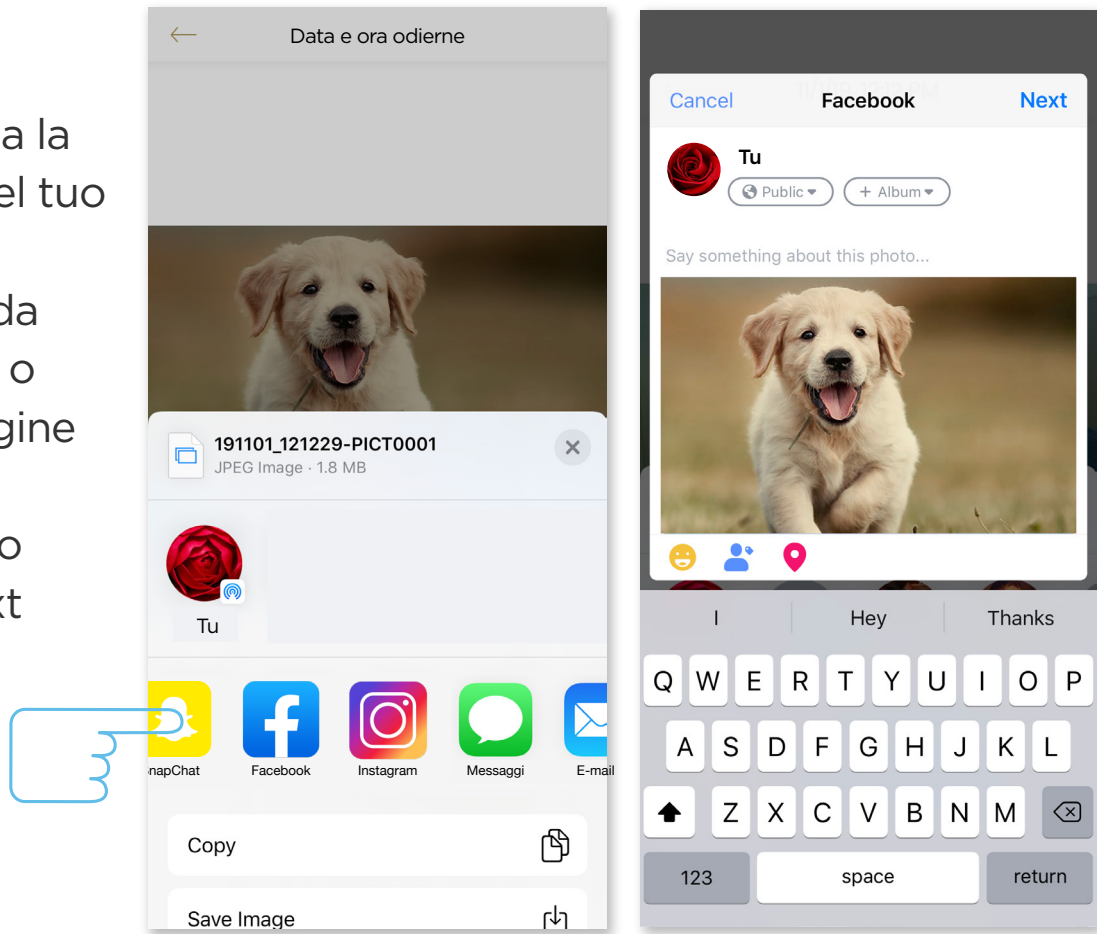 a la
el tuo
da
o
gine
o
xt
Data e ora odierne
191101_121229-PICT0001
JPEG Image · 1.8 MB
Tu
napChat Facebook Instagram Messaggi E-mail
Copy
Save Image
Cancel Facebook Next
Tu
Public + Album
Say something about this photo...
I Hey Thanks
Q W E R T Y U I O P
A S D F G H J K L
Z X C V B N M
123 space return